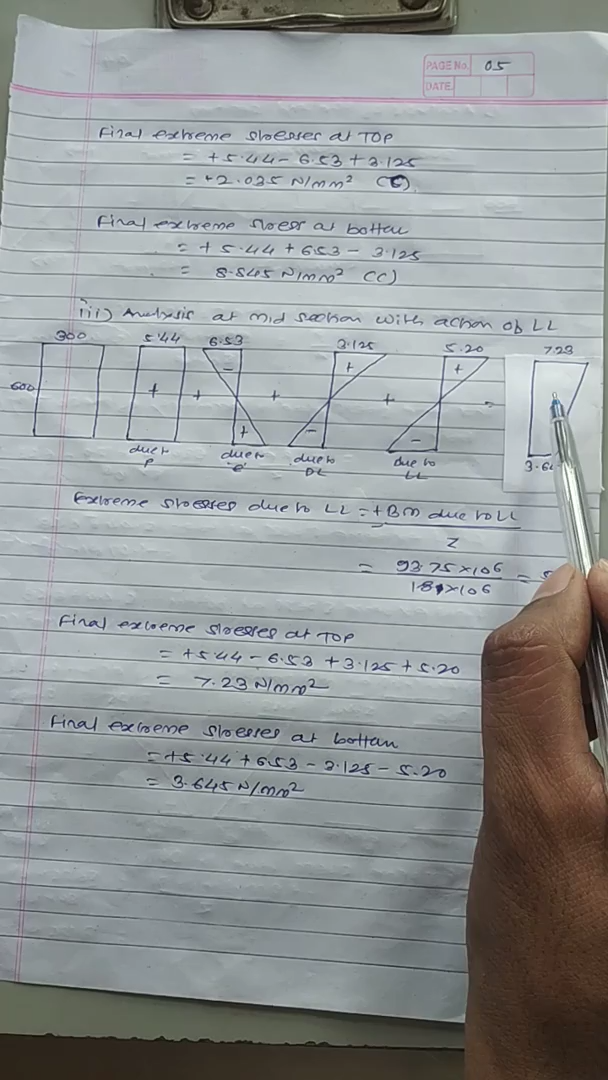 PAGE No. 05
DATE
Final extreme stresses at TOP
= +5.44 - 6.53 + 3.125
= +2.035 N/mm² (C)
Final extreme stress at bottom
= +5.44 + 6.53 - 3.125
= 8.845 N/mm² (C)
iii) Analysis at mid section with action of LL
300 5.44 6.53 3.125 5.20 7.23
600 + + - + + + + + =
+ - -
due to P due to 'e' due to DL due to LL 3.64
Extreme stresses due to LL = ± BM due to LL
Z
= 93.75 × 106
18 × 106 =
Final extreme stresses at TOP
= +5.44 - 6.53 + 3.125 + 5.20
= 7.23 N/mm²
Final extreme stresses at bottom
= +5.44 + 6.53 - 3.125 - 5.20
= 3.645 N/mm²